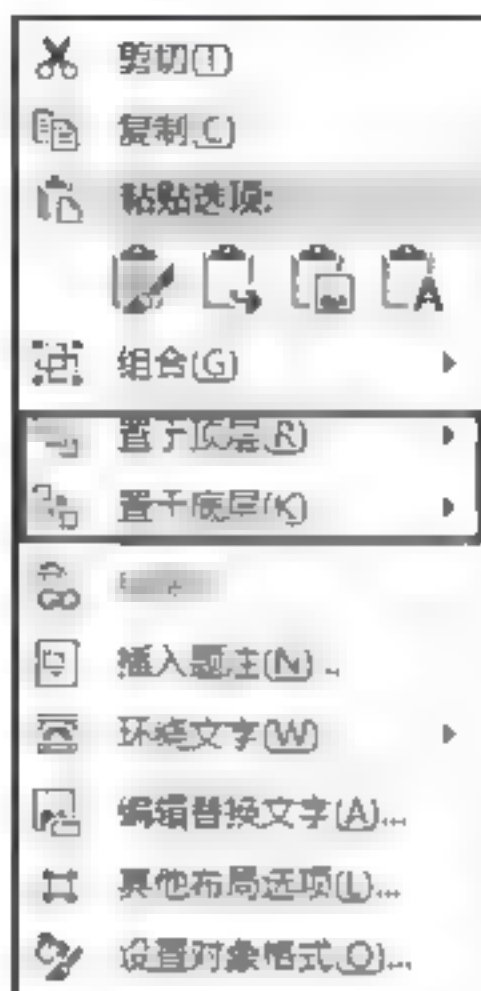 剪切(T)
复制(C)
粘贴选项:
组合(G)
置于顶层(R)
置于底层(K)
插入题注(N)...
环绕文字(W)
编辑替换文字(A)...
其他布局选项(L)...
设置对象格式(O)...